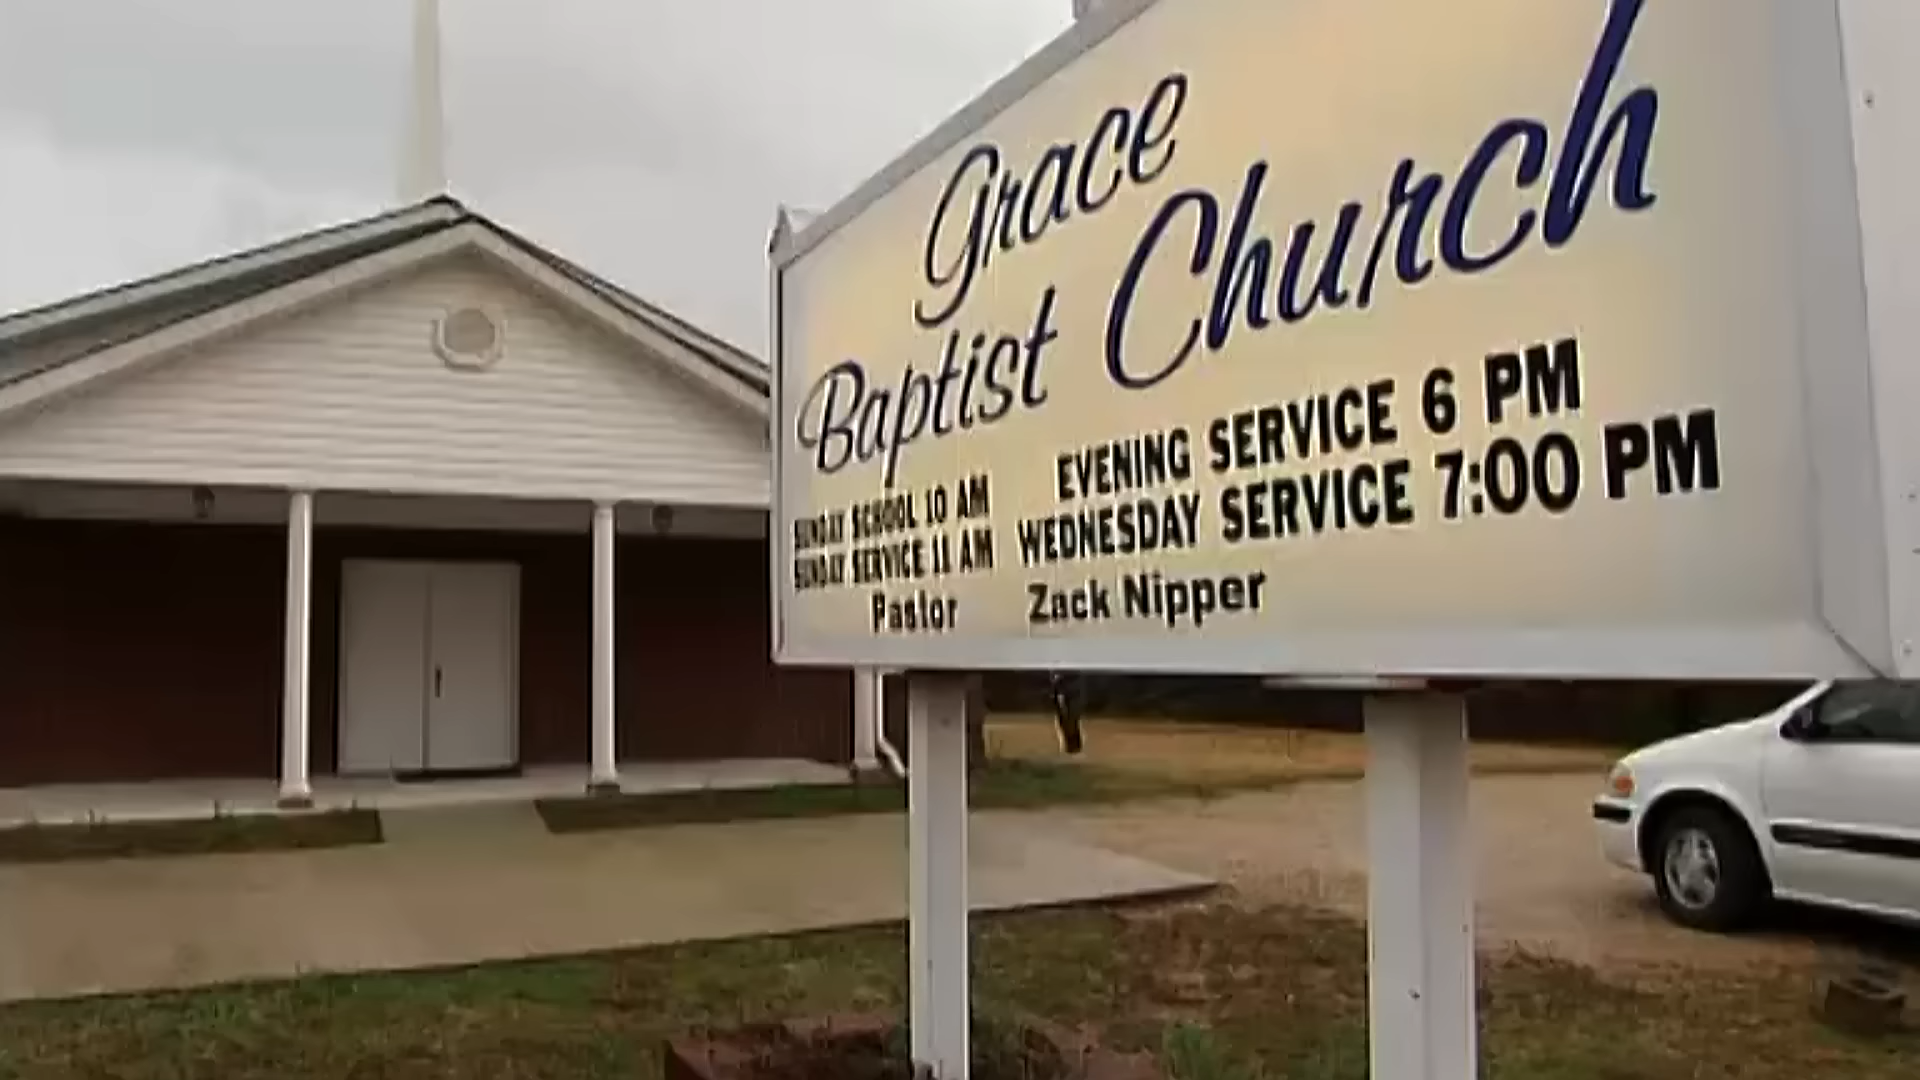 Grace
Baptist Church
EVENING SERVICE 6 PM
SUNDAY SCHOOL 10 AM
WEDNESDAY SERVICE 7:00 PM
SUNDAY SERVICE 11 AM
Pastor Zack Nipper